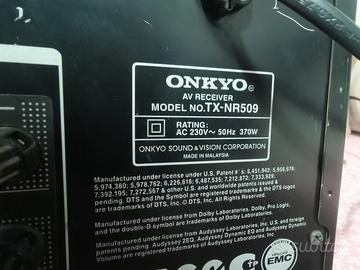 ONKYO®
AV RECEIVER
MODEL NO. TX-NR509
RATING:
AC 230V~ 50Hz 370W
ONKYO SOUND & VISION CORPORATION
MADE IN MALAYSIA
Manufactured under license under U.S. Patent #'s: 5,451,942; 5,956,674;
5,974,380; 5,978,762; 6,226,616; 6,487,535; 7,212,872; 7,333,929;
7,392,195; 7,272,567 & other U.S. and worldwide patents issued &
pending. DTS and the Symbol are registered trademarks & the DTS logos
are trademarks of DTS, Inc. © DTS, Inc. All Rights Reserved.
Manufactured under license from Dolby Laboratories. Dolby, Pro Logic,
and the double-D symbol are trademarks of Dolby Laboratories.
Manufactured under license from Audyssey Laboratories, Inc. U.S. and foreign
patents pending. Audyssey 2EQ, Audyssey Dynamic EQ and Audyssey Dynamic
Volume are registered trademarks of Audyssey Laboratories, Inc.
EMC
subito